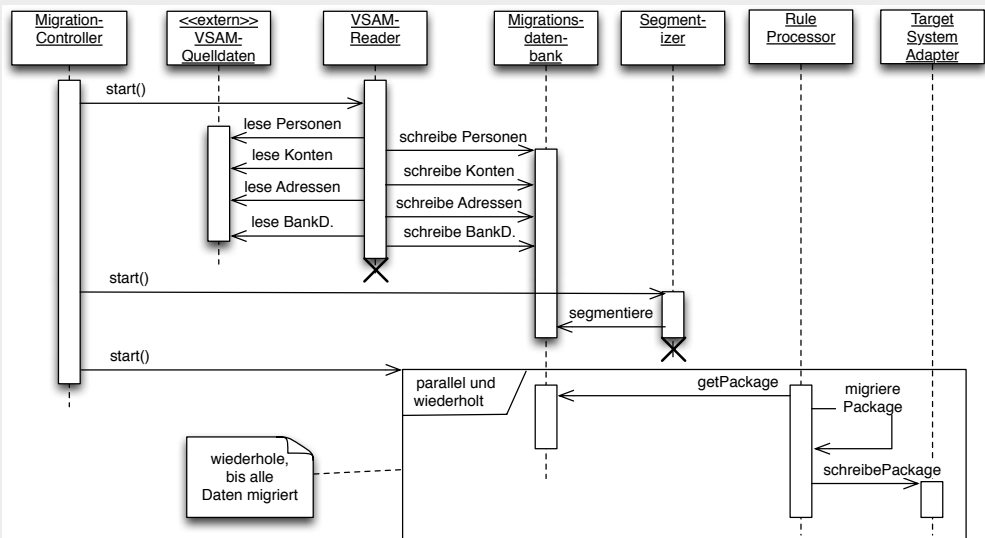 Migration-
Controller
<<extern>>
VSAM-
Quelldaten
VSAM-
Reader
Migrations-
daten-
bank
Segment-
izer
Rule
Processor
Target
System
Adapter
start()
lese Personen
schreibe Personen
lese Konten
schreibe Konten
lese Adressen
schreibe Adressen
lese BankD.
schreibe BankD.
start()
segmentiere
start()
parallel und
wiederholt
getPackage
migriere
Package
wiederhole,
bis alle
Daten migriert
schreibePackage